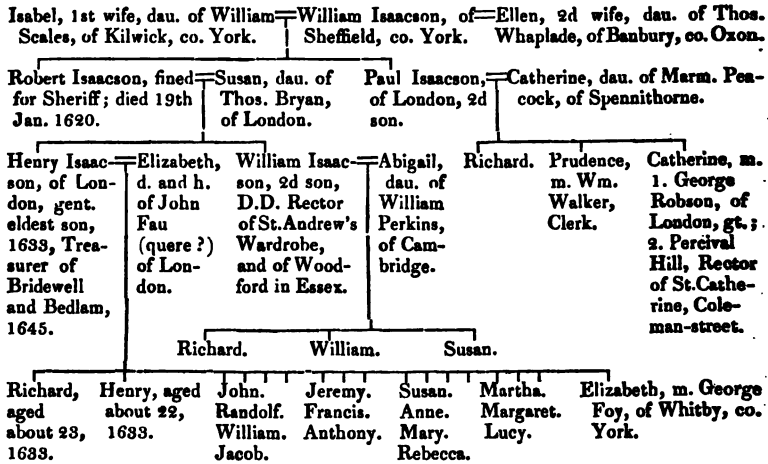 Isabel, 1st wife, dau. of William
Scales, of Kilwick, co. York.
William Isaacson, of
Sheffield, co. York.
Ellen, 2d wife, dau. of Thos.
Whaplade, of Banbury, co. Oxon.
Robert Isaacson, fined
for Sheriff; died 19th
Jan. 1620.
Susan, dau. of
Thos. Bryan,
of London.
Paul Isaacson,
of London, 2d
son.
Catherine, dau. of Marm. Pea-
cock, of Spennithorne.
Henry Isaac-
son, of Lon-
don, gent.
eldest son,
1633, Trea-
surer of
Bridewell
and Bedlam,
1645.
Elizabeth,
d. and h.
of John
Fau
(quere ?)
of Lon-
don.
William Isaac-
son, 2d son,
D.D. Rector
of St. Andrew's
Wardrobe,
and of Wood-
ford in Essex.
Abigail,
dau. of
William
Perkins,
of Cam-
bridge.
Richard.
Prudence,
m. Wm.
Walker,
Clerk.
Catherine, m.
1. George
Robson, of
London, gt.;
2. Percival
Hill, Rector
of St. Cathe-
rine, Cole-
man-street.
Richard.
William.
Susan.
Richard,
aged
about 23,
1633.
Henry, aged
about 22,
1633.
John.
Randolf.
William.
Jacob.
Jeremy.
Francis.
Anthony.
Susan.
Anne.
Mary.
Rebecca.
Martha.
Margaret.
Lucy.
Elizabeth, m. George
Foy, of Whitby, co.
York.